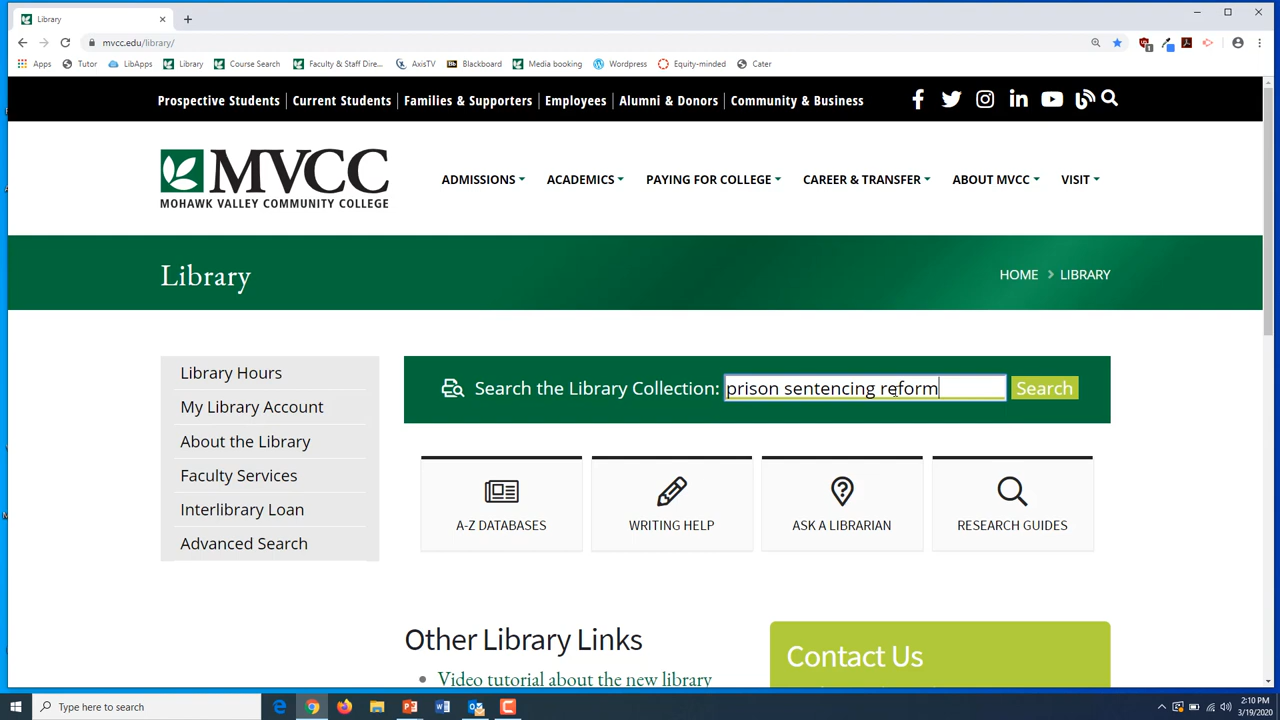 Library
mvcc.edu/library/
Apps Tutor LibApps Library Course Search Faculty & Staff Dire... AxisTV Blackboard Media booking Wordpress Equity-minded Cater
Prospective Students Current Students Families & Supporters Employees Alumni & Donors Community & Business
MVCC
MOHAWK VALLEY COMMUNITY COLLEGE
ADMISSIONS ACADEMICS PAYING FOR COLLEGE CAREER & TRANSFER ABOUT MVCC VISIT
Library
HOME > LIBRARY
Library Hours
My Library Account
About the Library
Faculty Services
Interlibrary Loan
Advanced Search
Search the Library Collection: prison sentencing reform Search
A-Z DATABASES
WRITING HELP
ASK A LIBRARIAN
RESEARCH GUIDES
Other Library Links
• Video tutorial about the new library
Contact Us
Type here to search
2:10 PM
3/19/2020